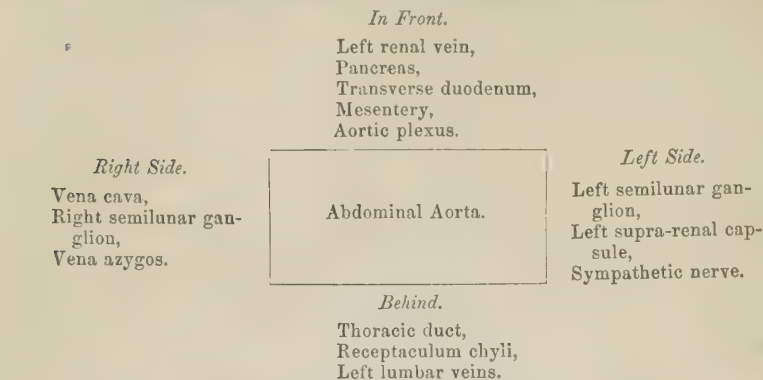 In Front.
Left renal vein,
Pancreas,
Transverse duodenum,
Mesentery,
Aortic plexus.
Right Side.
Vena cava,
Right semilunar gan-
glion,
Vena azygos.
Abdominal Aorta.
Left Side.
Left semilunar gan-
glion,
Left supra-renal cap-
sule,
Sympathetic nerve.
Behind.
Thoracic duct,
Receptaculum chyli,
Left lumbar veins.